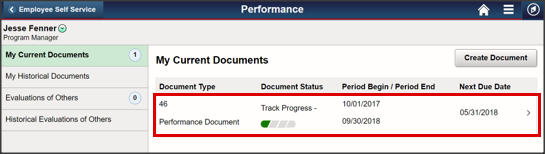 Employee Self Service
Performance
Jesse Fenner
Program Manager
My Current Documents 1
My Historical Documents
Evaluations of Others 0
Historical Evaluations of Others
My Current Documents
Create Document
Document Type Document Status Period Begin / Period End Next Due Date
46 Track Progress - 10/01/2017 05/31/2018
Performance Document 09/30/2018